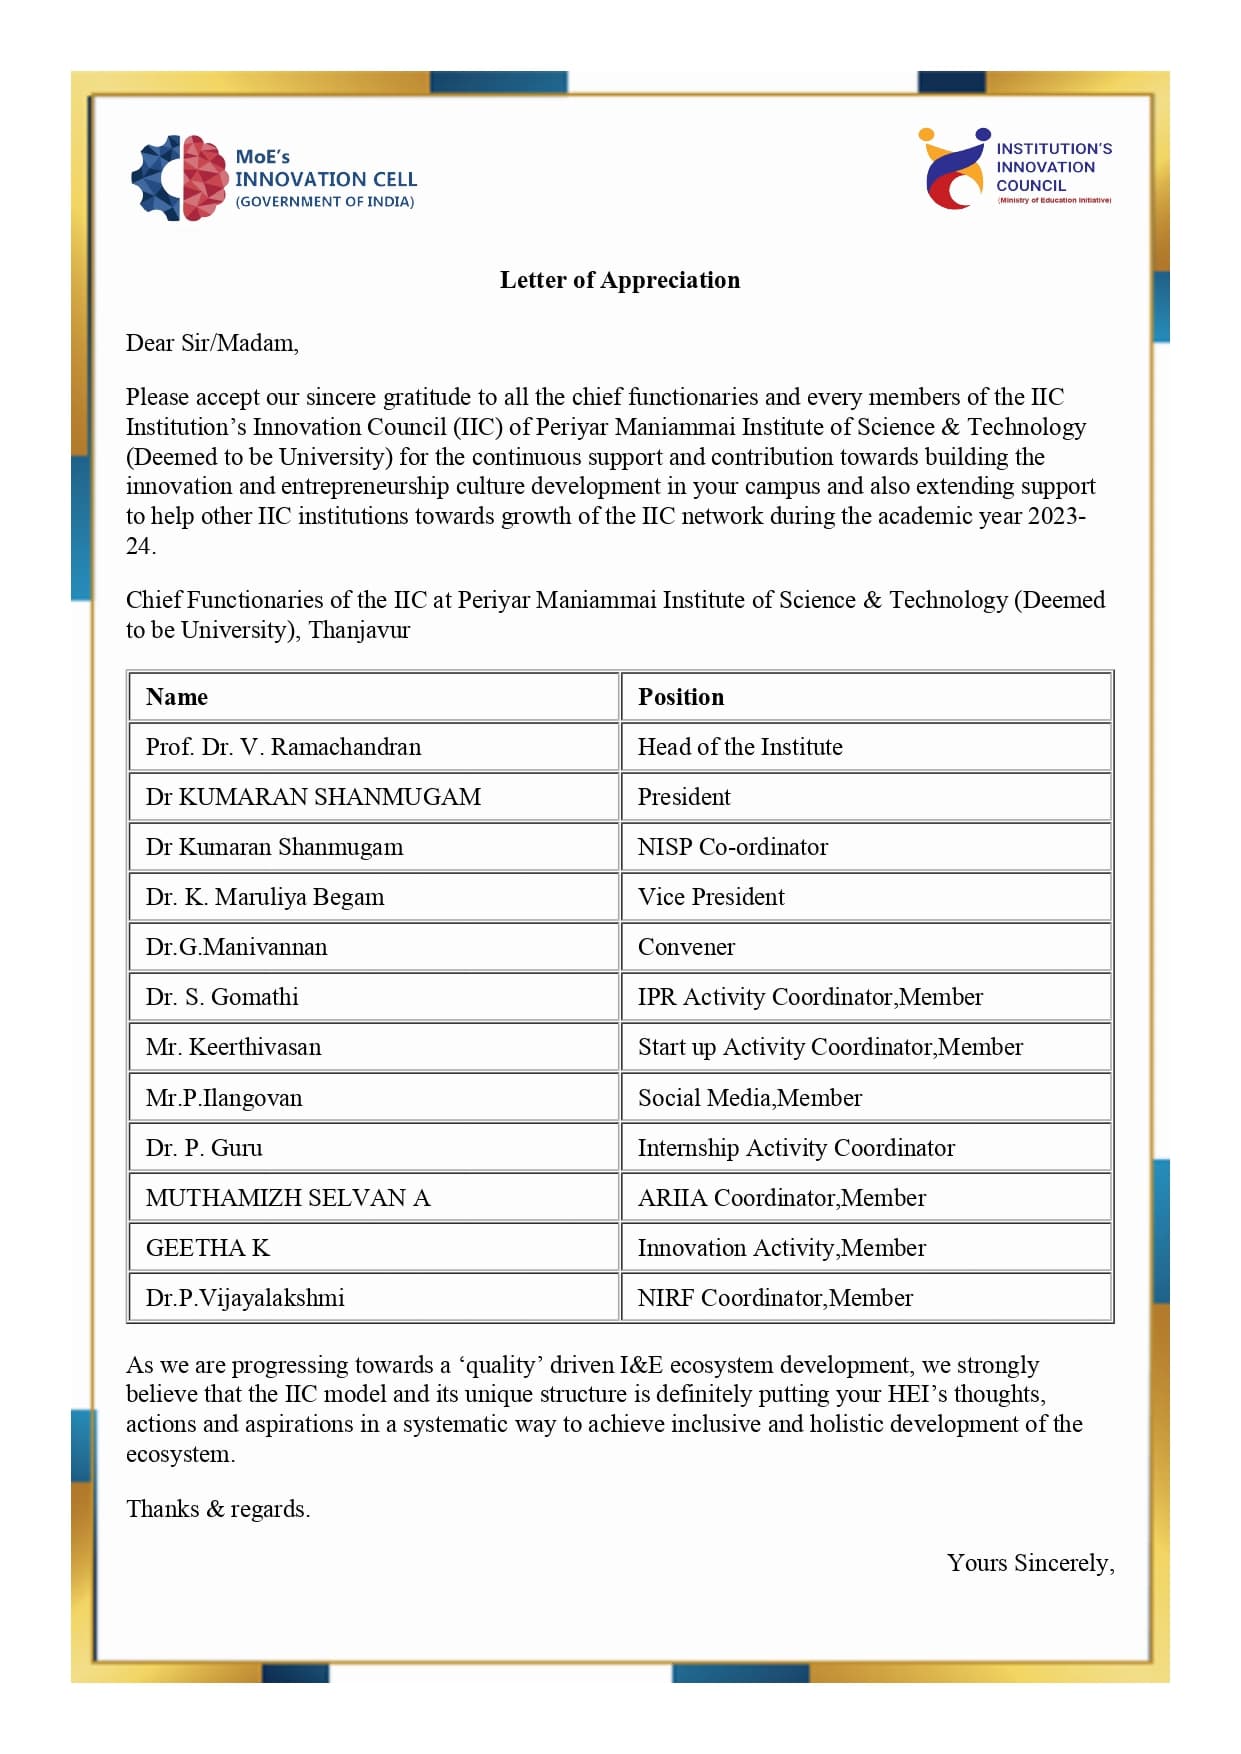 MoE's
INNOVATION CELL
(GOVERNMENT OF INDIA)
INSTITUTION'S
INNOVATION
COUNCIL
(Ministry of Education Initiative)
Letter of Appreciation
Dear Sir/Madam,
Please accept our sincere gratitude to all the chief functionaries and every members of the IIC
Institution’s Innovation Council (IIC) of Periyar Maniammai Institute of Science & Technology
(Deemed to be University) for the continuous support and contribution towards building the
innovation and entrepreneurship culture development in your campus and also extending support
to help other IIC institutions towards growth of the IIC network during the academic year 2023-
24.
Chief Functionaries of the IIC at Periyar Maniammai Institute of Science & Technology (Deemed
to be University), Thanjavur
Name Position
Prof. Dr. V. Ramachandran Head of the Institute
Dr KUMARAN SHANMUGAM President
Dr Kumaran Shanmugam NISP Co-ordinator
Dr. K. Maruliya Begam Vice President
Dr.G.Manivannan Convener
Dr. S. Gomathi IPR Activity Coordinator,Member
Mr. Keerthivasan Start up Activity Coordinator,Member
Mr.P.Ilangovan Social Media,Member
Dr. P. Guru Internship Activity Coordinator
MUTHAMIZH SELVAN A ARIIA Coordinator,Member
GEETHA K Innovation Activity,Member
Dr.P.Vijayalakshmi NIRF Coordinator,Member
As we are progressing towards a ‘quality’ driven I&E ecosystem development, we strongly
believe that the IIC model and its unique structure is definitely putting your HEI’s thoughts,
actions and aspirations in a systematic way to achieve inclusive and holistic development of the
ecosystem.
Thanks & regards.
Yours Sincerely,